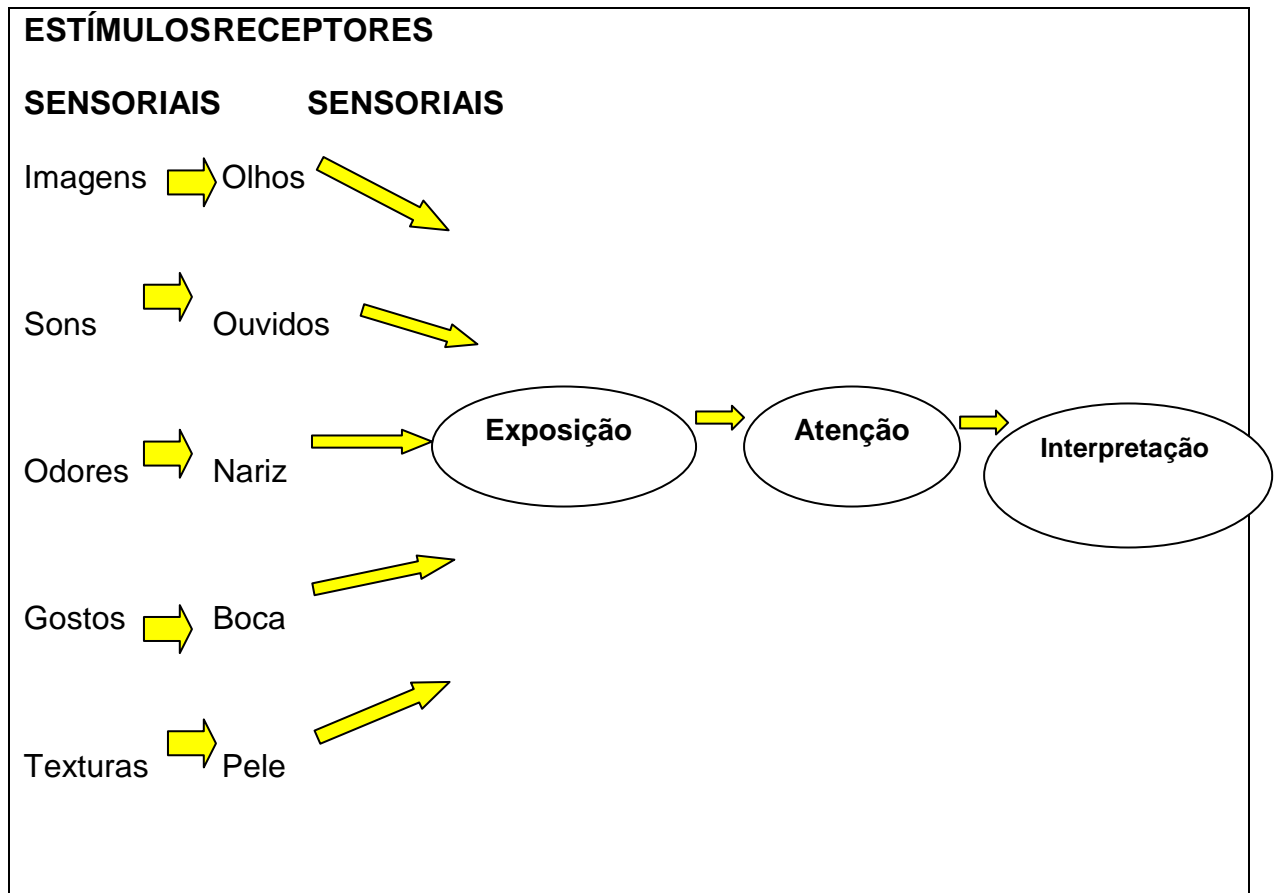 ESTÍMULOSRECEPTORES
SENSORIAIS SENSORIAIS
Imagens Olhos
Sons Ouvidos
Exposição Atenção Interpretação
Odores Nariz
Gostos Boca
Texturas Pele